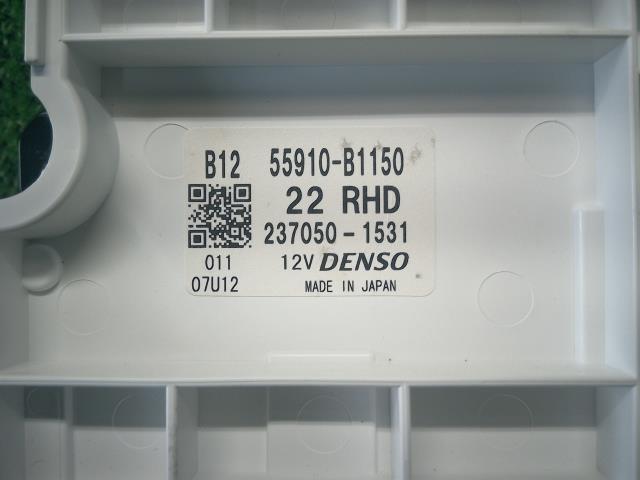 B12 55910-B1150
22 RHD
237050-1531
011 12V DENSO
07U12 MADE IN JAPAN